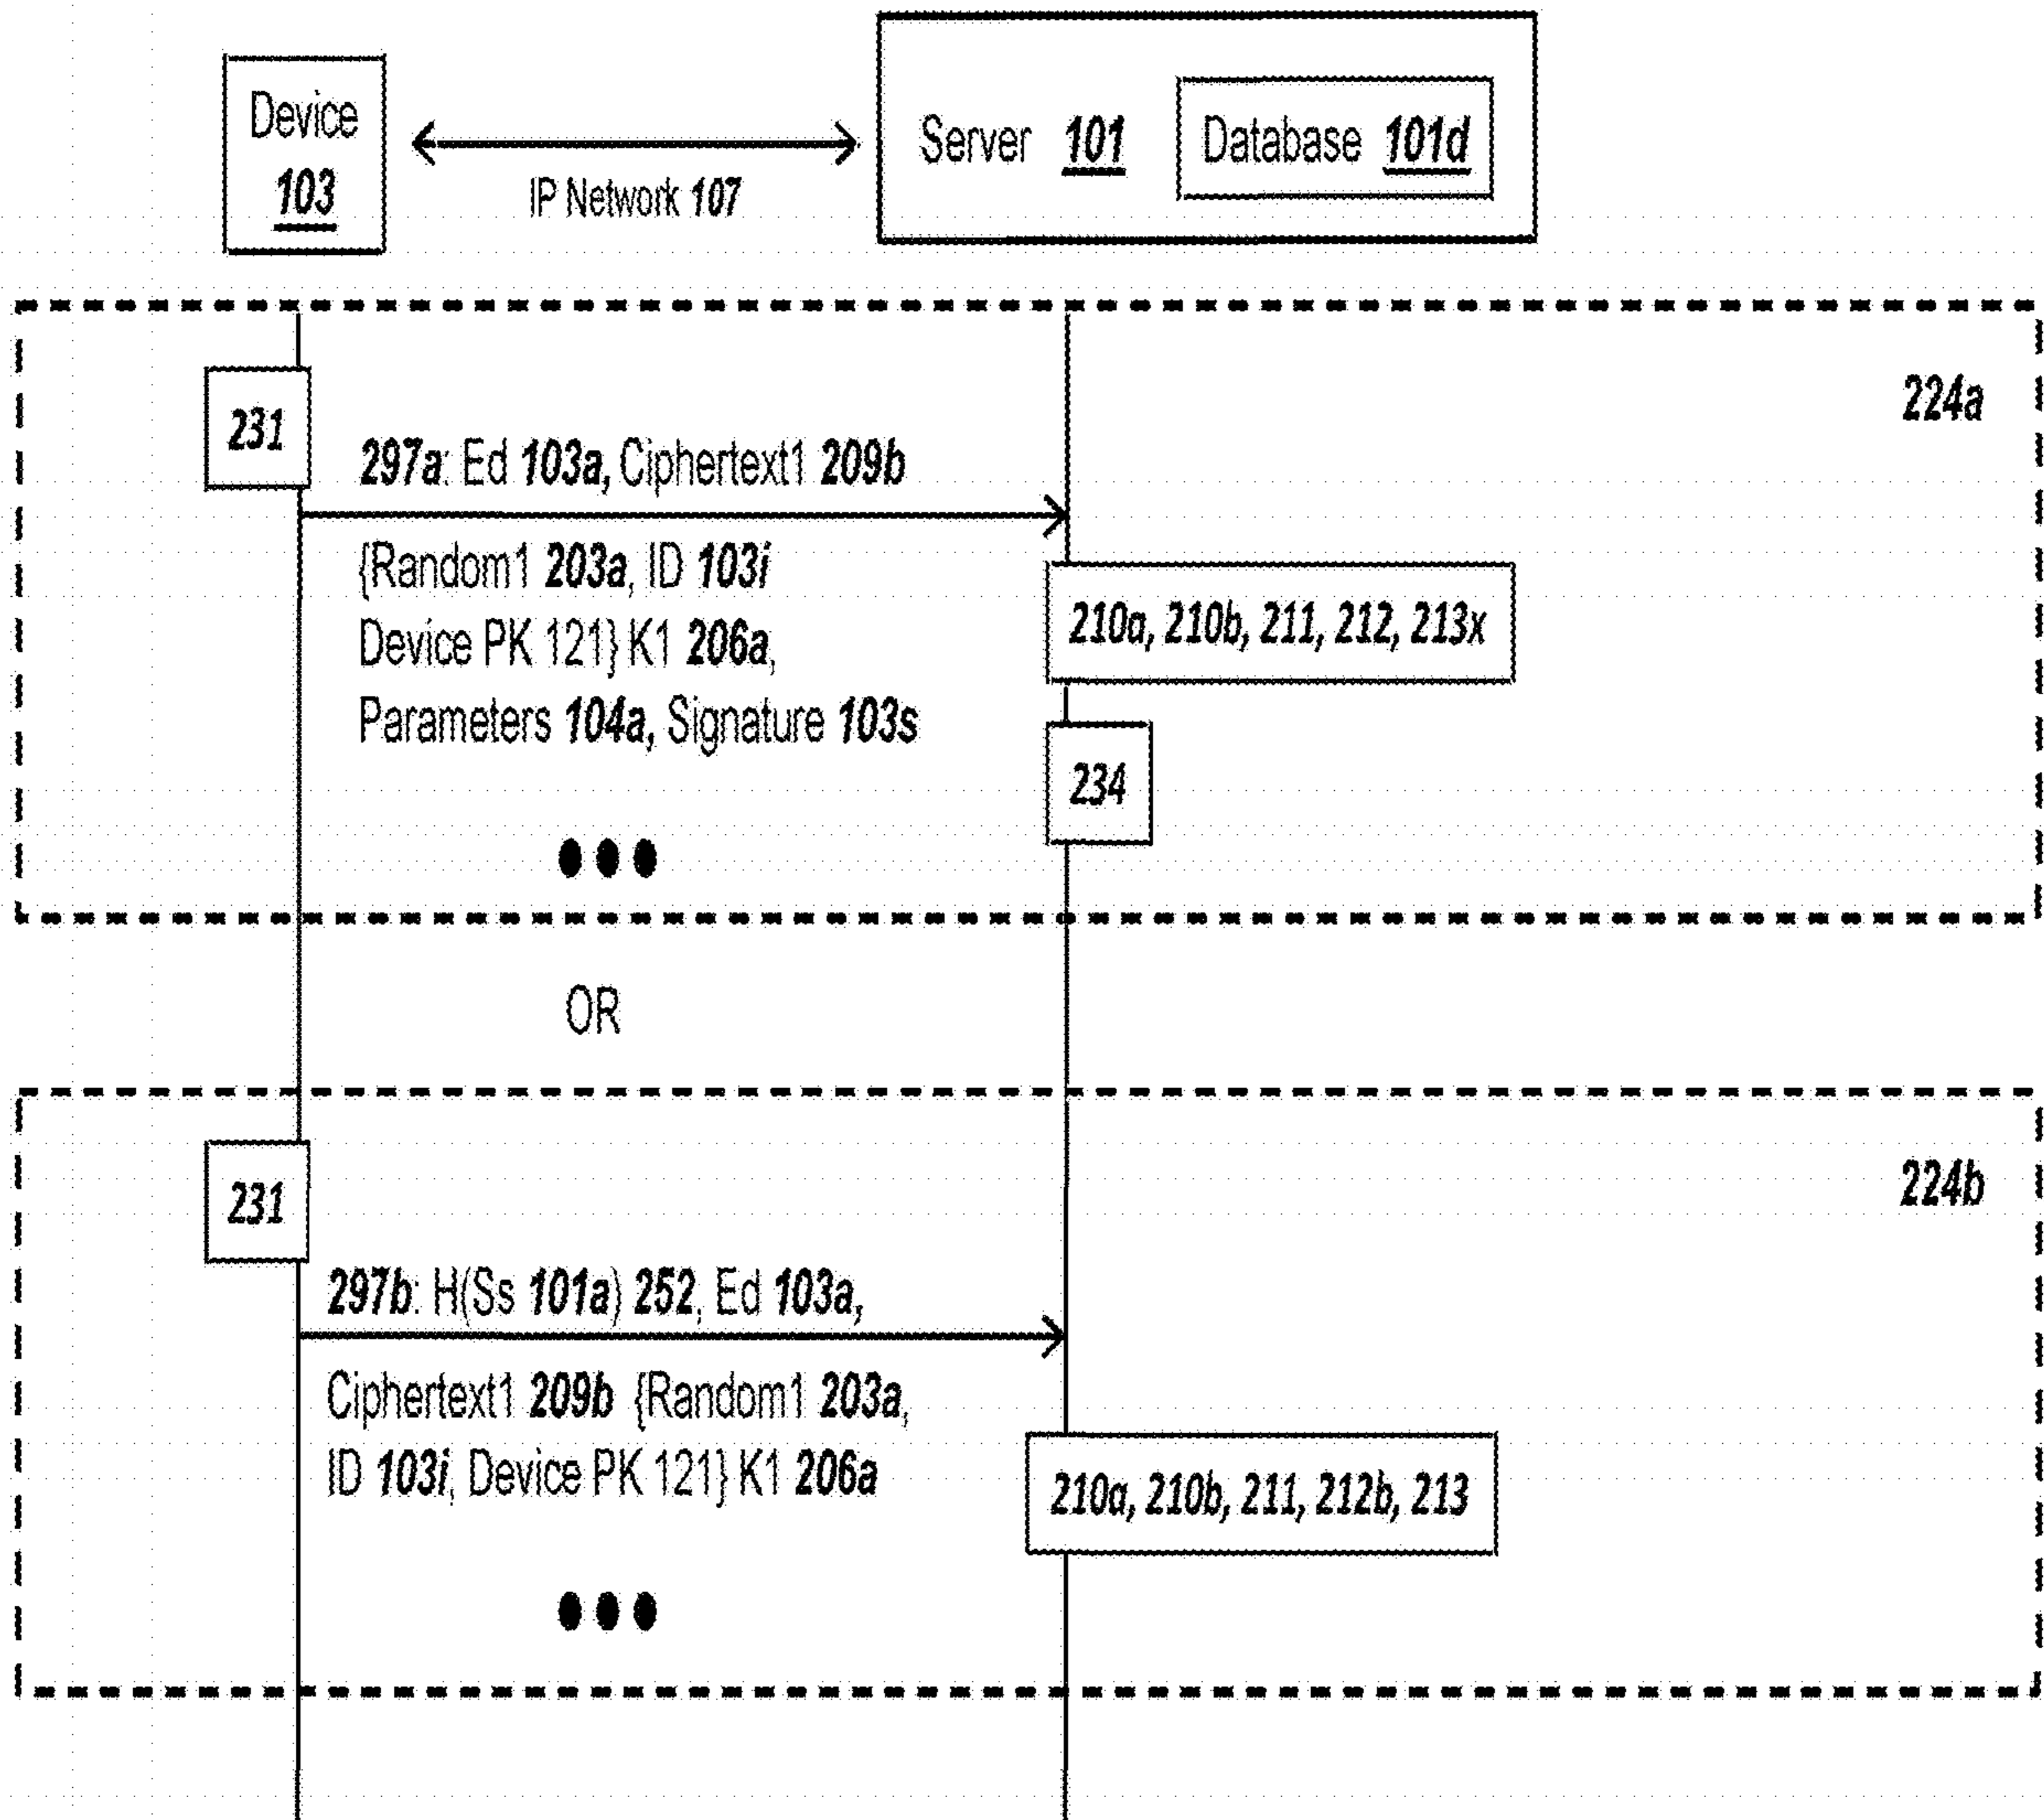 Device
103
IP Network 107
Server 101
Database 101d
224a
231
297a: Ed 103a, Ciphertext1 209b
{Random1 203a, ID 103i
Device PK 121} K1 206a,
Parameters 104a, Signature 103s
210a, 210b, 211, 212, 213x
234
OR
224b
231
297b: H(Ss 101a) 252, Ed 103a,
Ciphertext1 209b {Random1 203a,
ID 103i, Device PK 121} K1 206a
210a, 210b, 211, 212b, 213